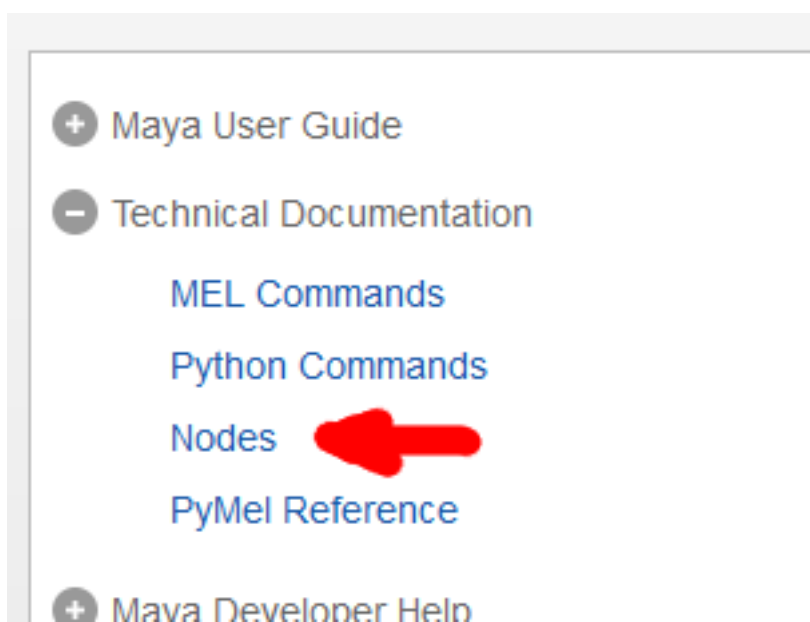 Maya User Guide
Technical Documentation
MEL Commands
Python Commands
Nodes
PyMel Reference
Maya Developer Help